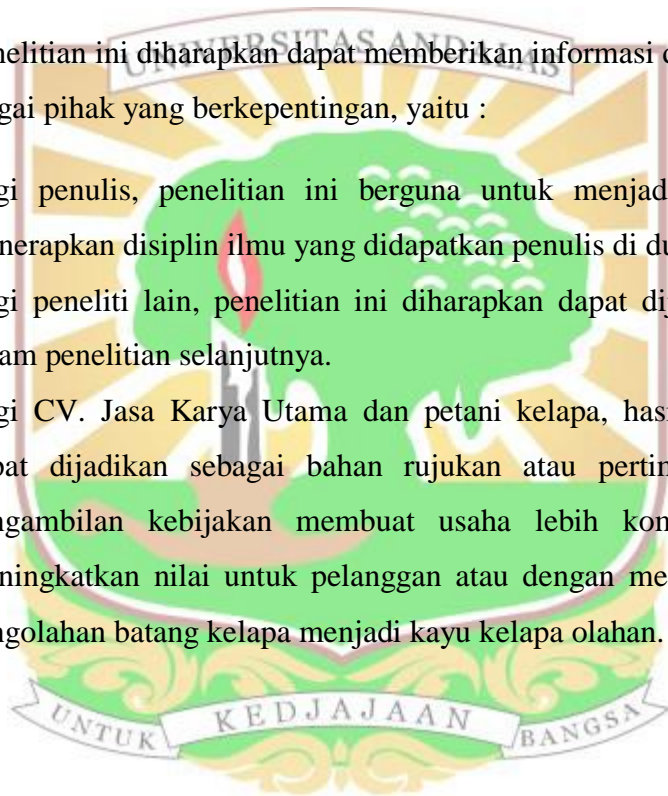 UNIVERSITAS ANDALAS
nelitian ini diharapkan dapat memberikan informasi d
gai pihak yang berkepentingan, yaitu :
gi penulis, penelitian ini berguna untuk menjad
nerapkan disiplin ilmu yang didapatkan penulis di du
gi peneliti lain, penelitian ini diharapkan dapat dij
am penelitian selanjutnya.
gi CV. Jasa Karya Utama dan petani kelapa, has
pat dijadikan sebagai bahan rujukan atau pertin
ngambilan kebijakan membuat usaha lebih kon
ningkatkan nilai untuk pelanggan atau dengan me
ngolahan batang kelapa menjadi kayu kelapa olahan.
UNTUK KEDJAJAAN BANGSA